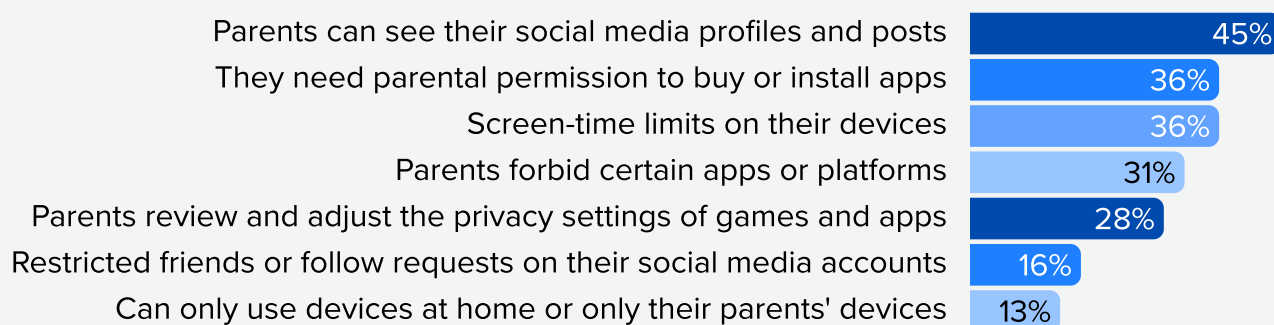 Parents can see their social media profiles and posts 45%
They need parental permission to buy or install apps 36%
Screen-time limits on their devices 36%
Parents forbid certain apps or platforms 31%
Parents review and adjust the privacy settings of games and apps 28%
Restricted friends or follow requests on their social media accounts 16%
Can only use devices at home or only their parents' devices 13%